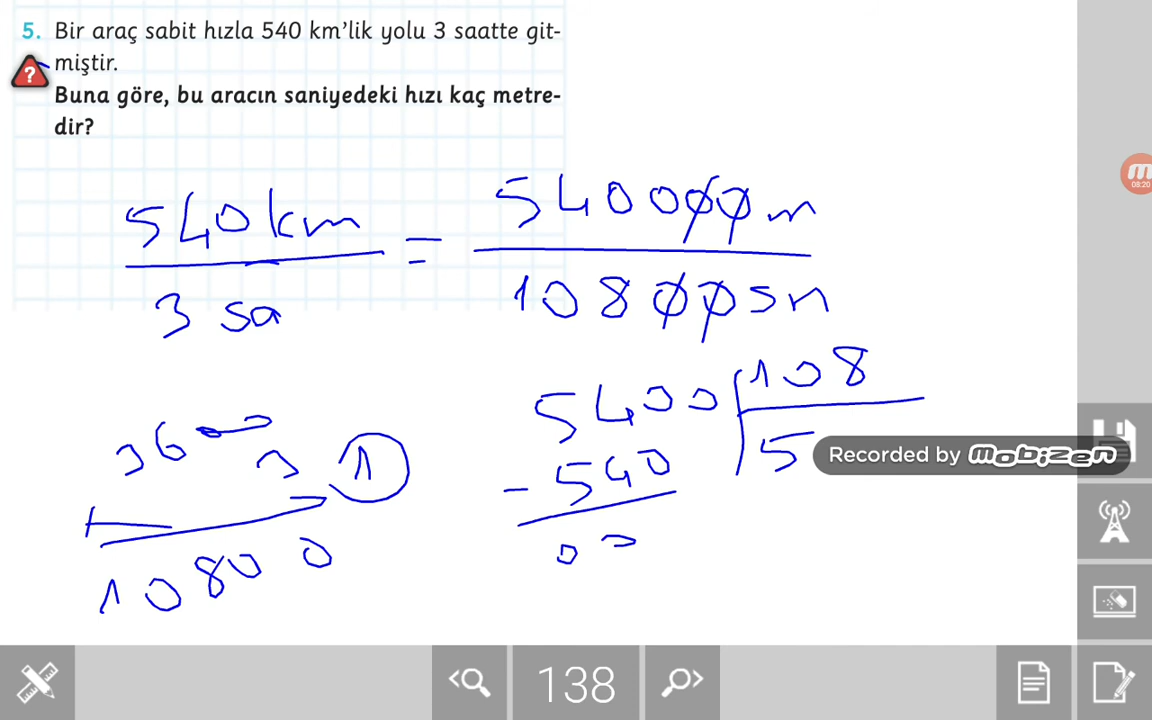 5. Bir araç sabit hızla 540 km'lik yolu 3 saatte git-
miştir.
?
Buna göre, bu aracın saniyedeki hızı kaç metre-
dir?
540 km = 540000 m
3 sa 10800 sn
m
08:20
5400 108
- 540 5
00
3600
3 1
10800
Recorded by mobizen
138